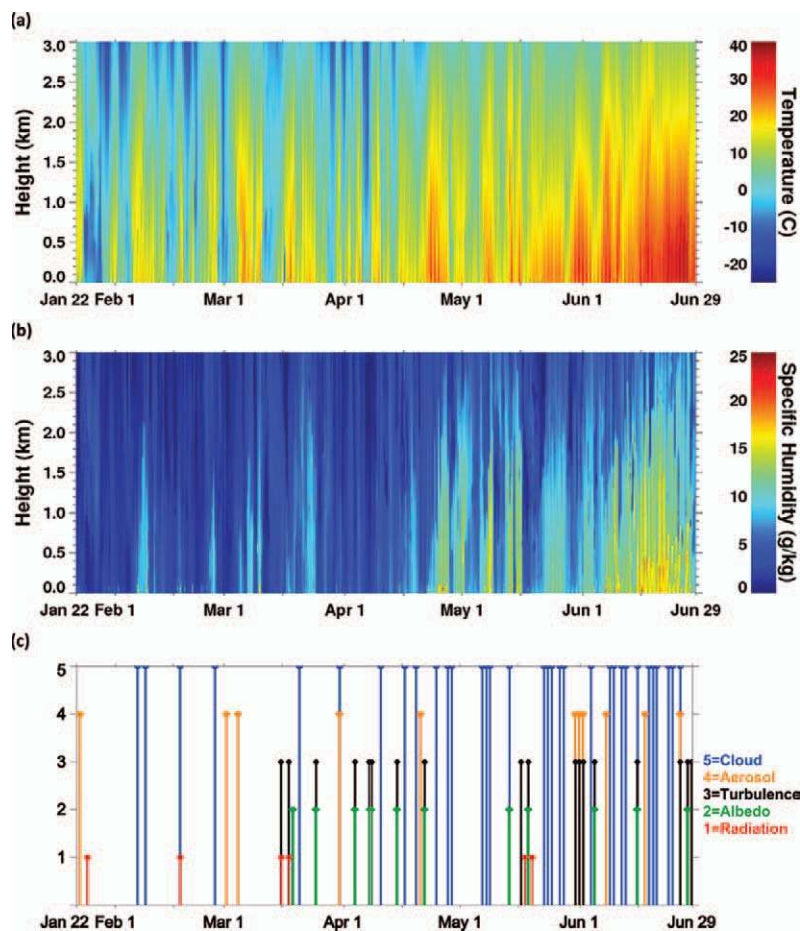 (a)
3.0
2.5
2.0
1.5
1.0
0.5
0.0
Height (km)
Jan 22 Feb 1 Mar 1 Apr 1 May 1 Jun 1 Jun 29
40
30
20
10
0
-10
-20
Temperature (C)
(b)
3.0
2.5
2.0
1.5
1.0
0.5
0.0
Height (km)
Jan 22 Feb 1 Mar 1 Apr 1 May 1 Jun 1 Jun 29
25
20
15
10
5
0
Specific Humidity (g/kg)
(c)
5
4
3
2
1
Jan 22 Feb 1 Mar 1 Apr 1 May 1 Jun 1 Jun 29
5=Cloud
4=Aerosol
3=Turbulence
2=Albedo
1=Radiation